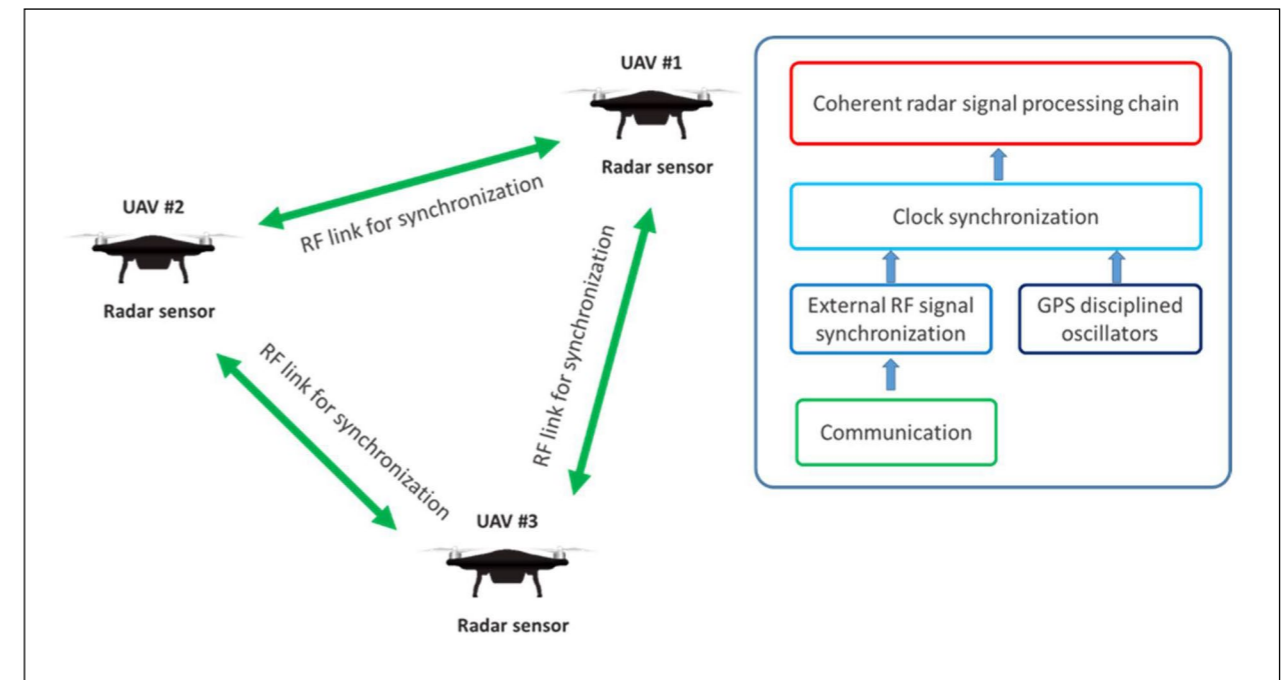 UAV #1
Radar sensor
RF link for synchronization
UAV #2
Radar sensor
RF link for synchronization
RF link for synchronization
UAV #3
Radar sensor
Coherent radar signal processing chain
Clock synchronization
External RF signal
synchronization
GPS disciplined
oscillators
Communication